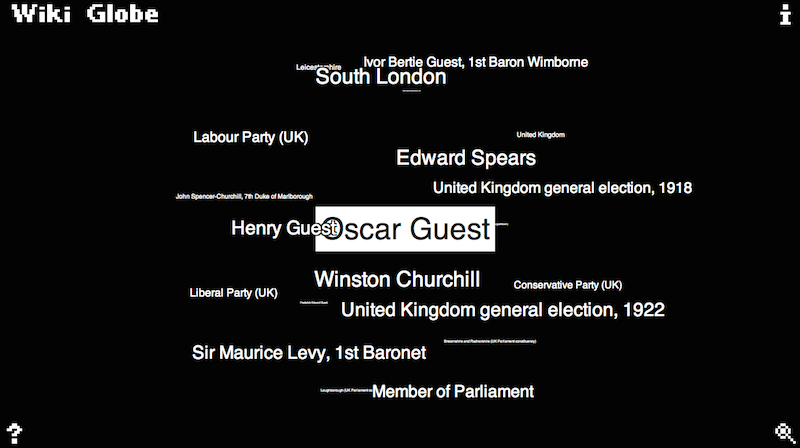 Wiki Globe
Ivor Bertie Guest, 1st Baron Wimborne
Leicestershire
South London
United Kingdom
Labour Party (UK)
Edward Spears
United Kingdom general election, 1918
John Spencer-Churchill, 7th Duke of Marlborough
Henry Guest
Oscar Guest
Winston Churchill
Conservative Party (UK)
Liberal Party (UK)
Frederick Edward Guest
United Kingdom general election, 1922
Breconshire and Radnorshire (UK Parliament constituency)
Sir Maurice Levy, 1st Baronet
Loughborough (UK Parliament
Member of Parliament
?